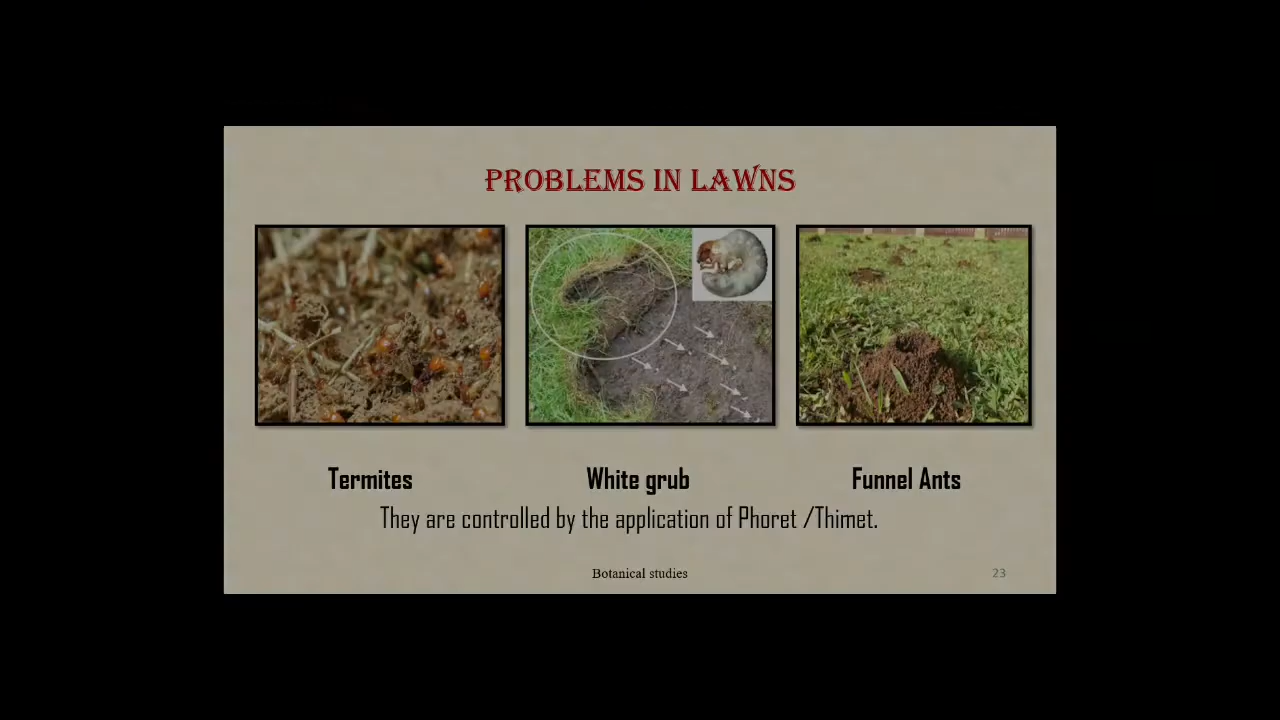 PROBLEMS IN LAWNS
Termites
White grub
Funnel Ants
They are controlled by the application of Phoret /Thimet.
Botanical studies
23